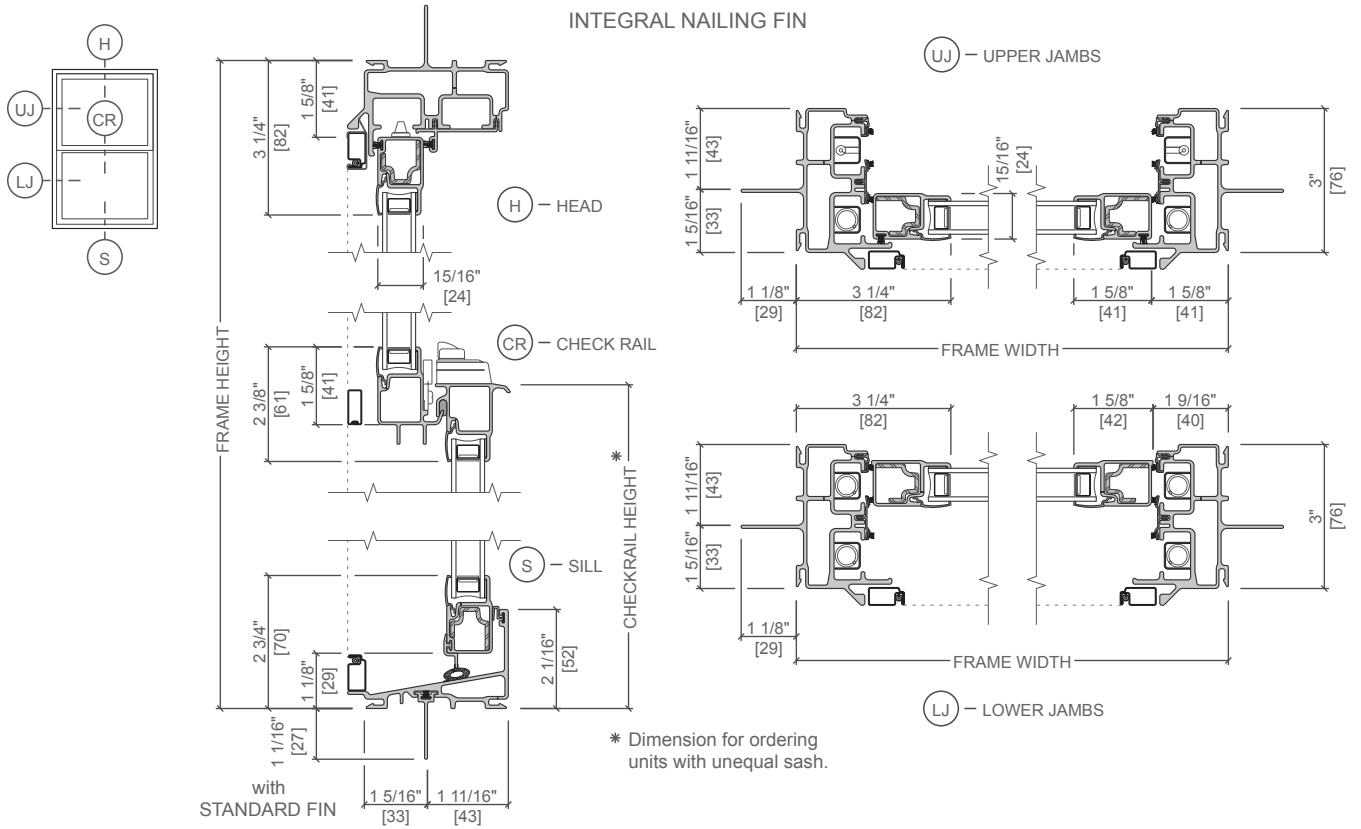 INTEGRAL NAILING FIN
H
UJ
CR
LJ
S
FRAME HEIGHT
3 1/4"
[82]
1 5/8"
[41]
H – HEAD
15/16"
[24]
CR – CHECK RAIL
2 3/8"
[61]
1 5/8"
[41]
* CHECKRAIL HEIGHT
S – SILL
2 3/4"
[70]
1 1/8"
[29]
2 1/16"
[52]
1 1/16"
[27]
with
STANDARD FIN
1 5/16"
[33]
1 11/16"
[43]
* Dimension for ordering
units with unequal sash.
UJ – UPPER JAMBS
1 11/16"
[43]
1 5/16"
[33]
15/16"
[24]
3"
[76]
1 1/8"
[29]
3 1/4"
[82]
1 5/8"
[41]
1 5/8"
[41]
FRAME WIDTH
3 1/4"
[82]
1 5/8"
[42]
1 9/16"
[40]
1 11/16"
[43]
1 5/16"
[33]
3"
[76]
1 1/8"
[29]
FRAME WIDTH
LJ – LOWER JAMBS